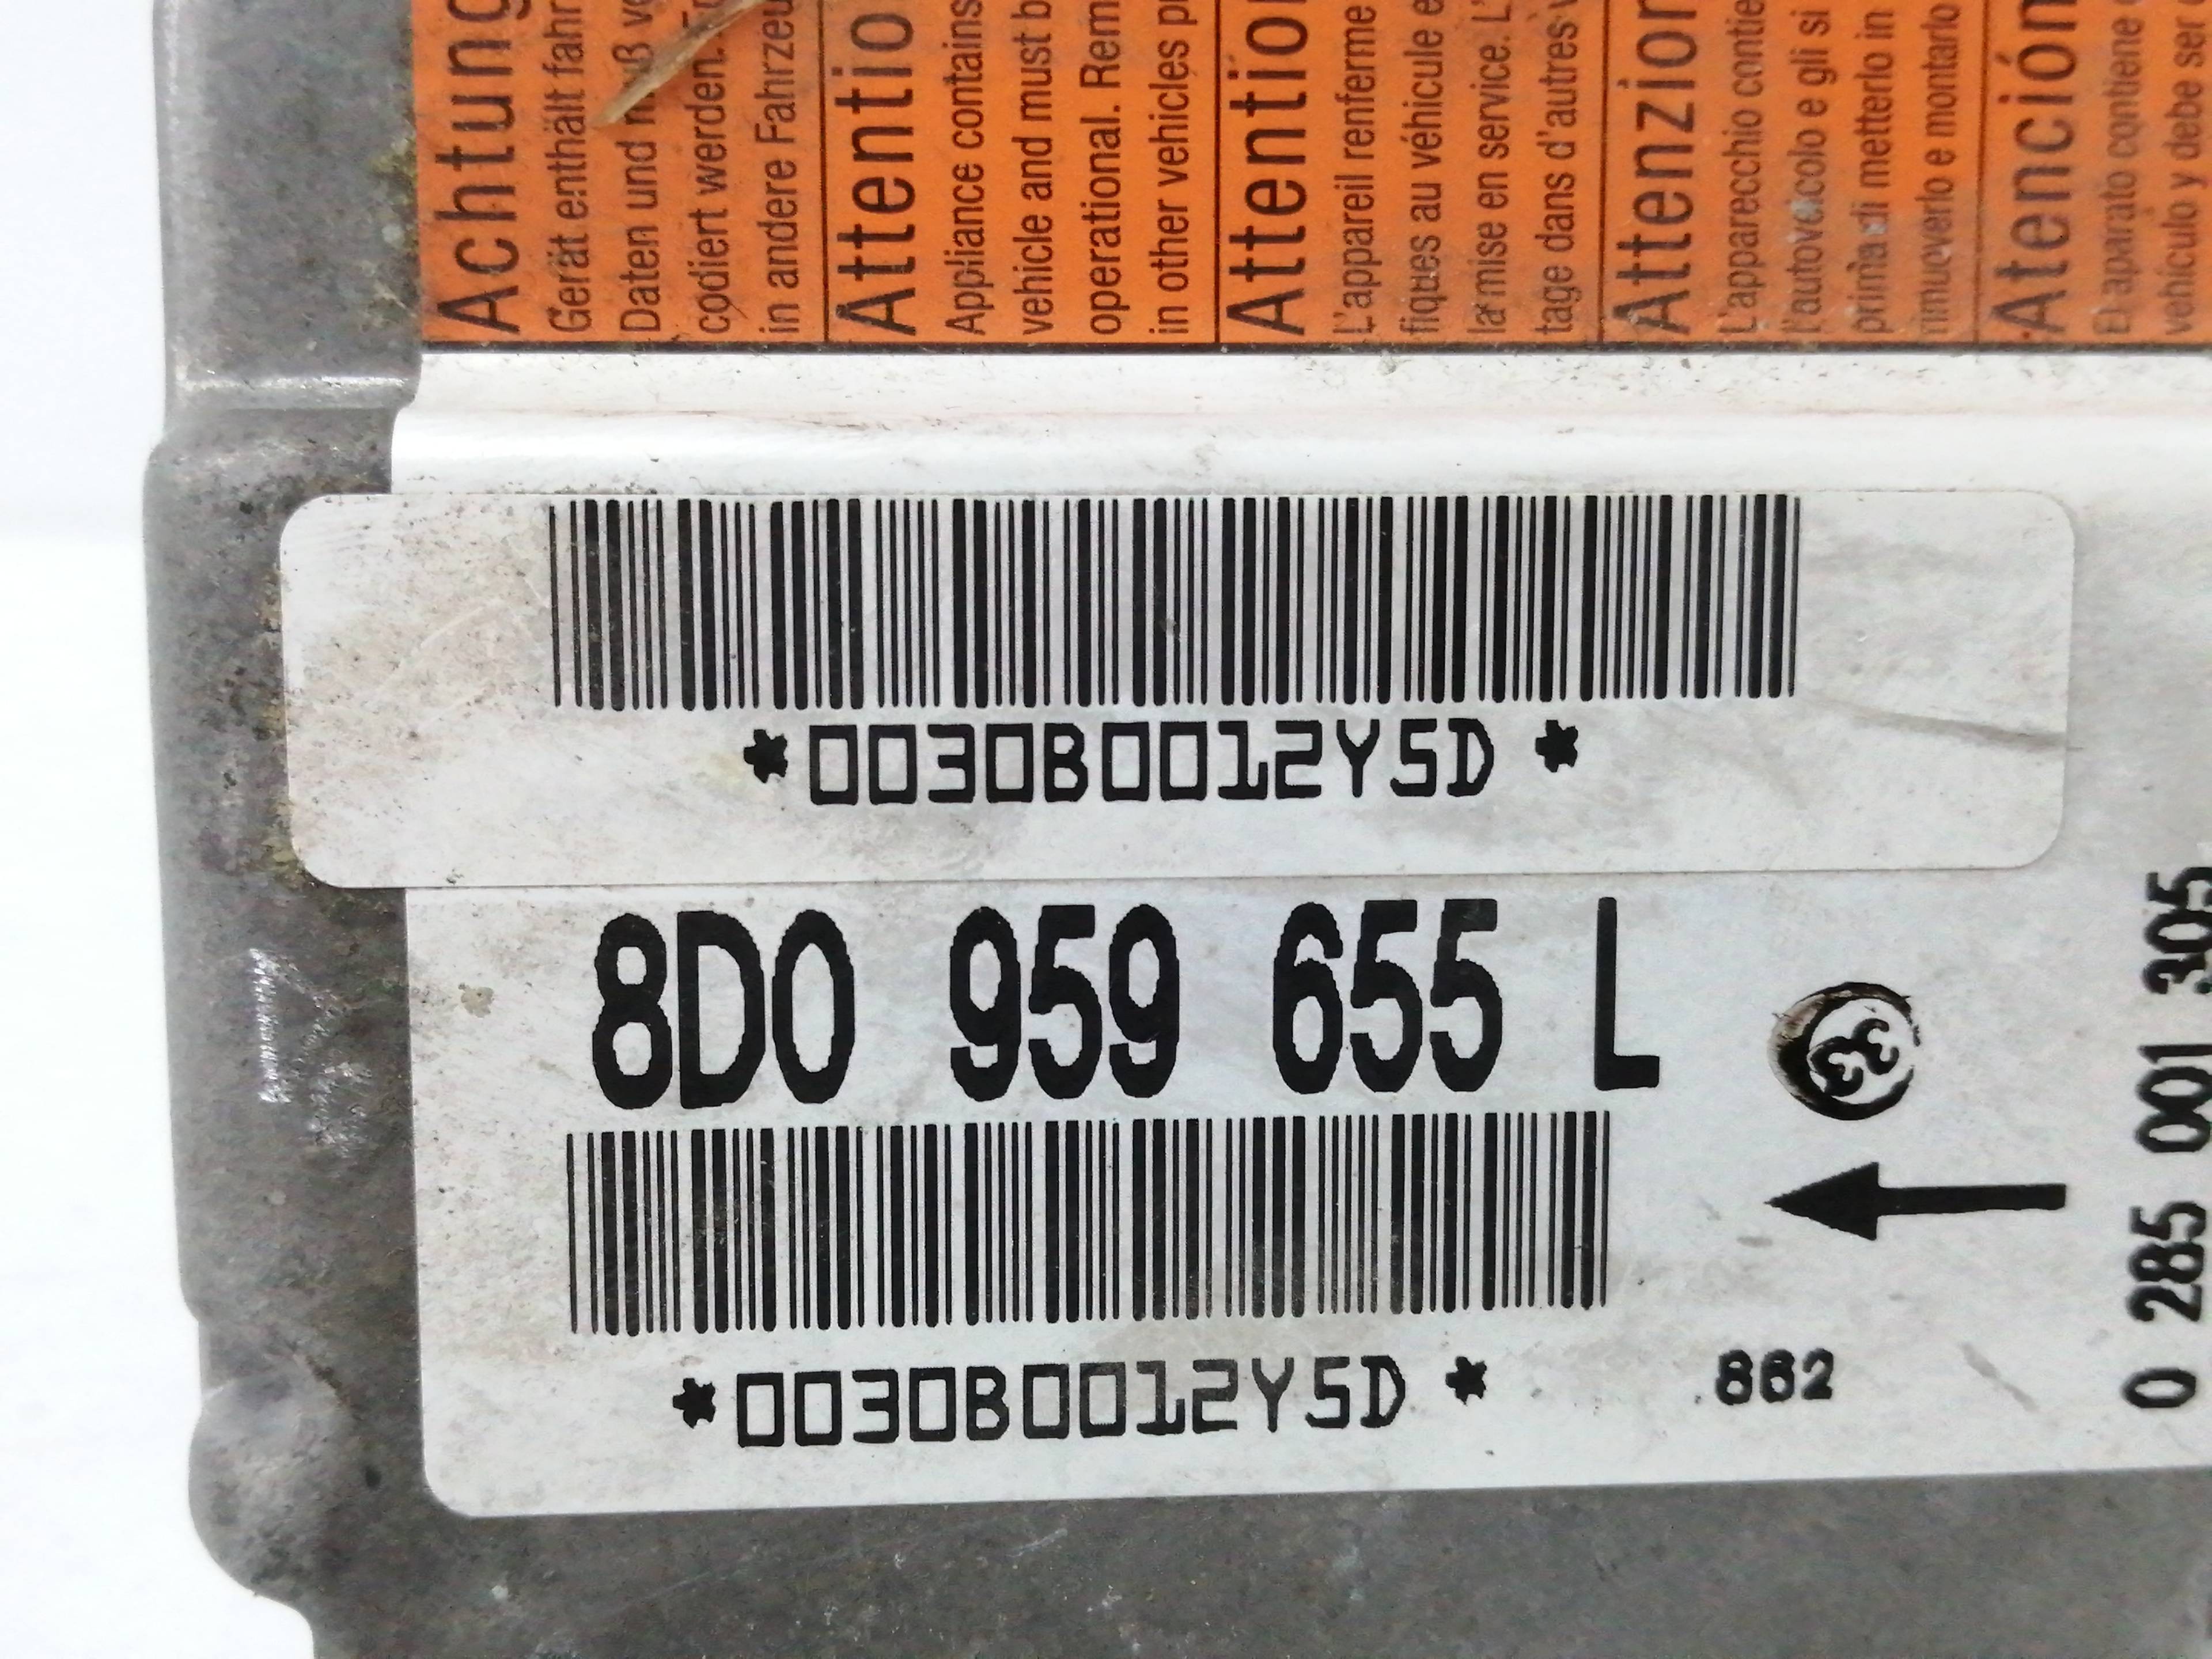 Achtung
Gerät enthält fahr
Daten und muß
codiert werden.
in andere Fahrzeu
Attentio
Appliance contains
vehicle and must b
operational. Rem
in other vehicles p
Attentio
L'appareil renferme
fiques au véhicule e
la mise en service. L'
tage dans d'autres v
Attenzion
L'apparecchio contie
l'autoveicolo e gli si
prima di metterlo in
rimuoverlo e montarlo
Atención
El aparato contiene
vehículo y debe ser
*0030B0012Y5D *
8D0 959 655 L
33
*0030B0012Y5D *
862
0 285 001 305